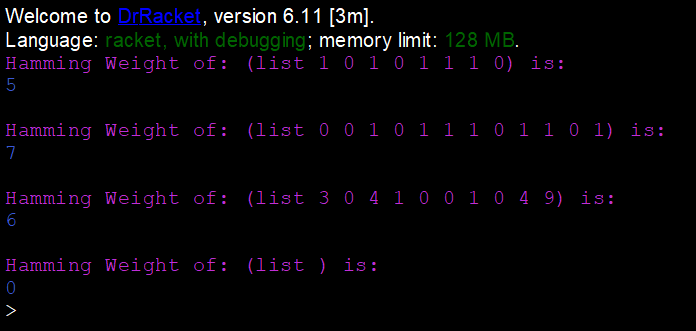 Welcome to DrRacket, version 6.11 [3m].
Language: racket, with debugging; memory limit: 128 MB.
Hamming Weight of: (list 1 0 1 0 1 1 1 0) is:
5
Hamming Weight of: (list 0 0 1 0 1 1 1 0 1 1 0 1) is:
7
Hamming Weight of: (list 3 0 4 1 0 0 1 0 4 9) is:
6
Hamming Weight of: (list ) is:
0
>